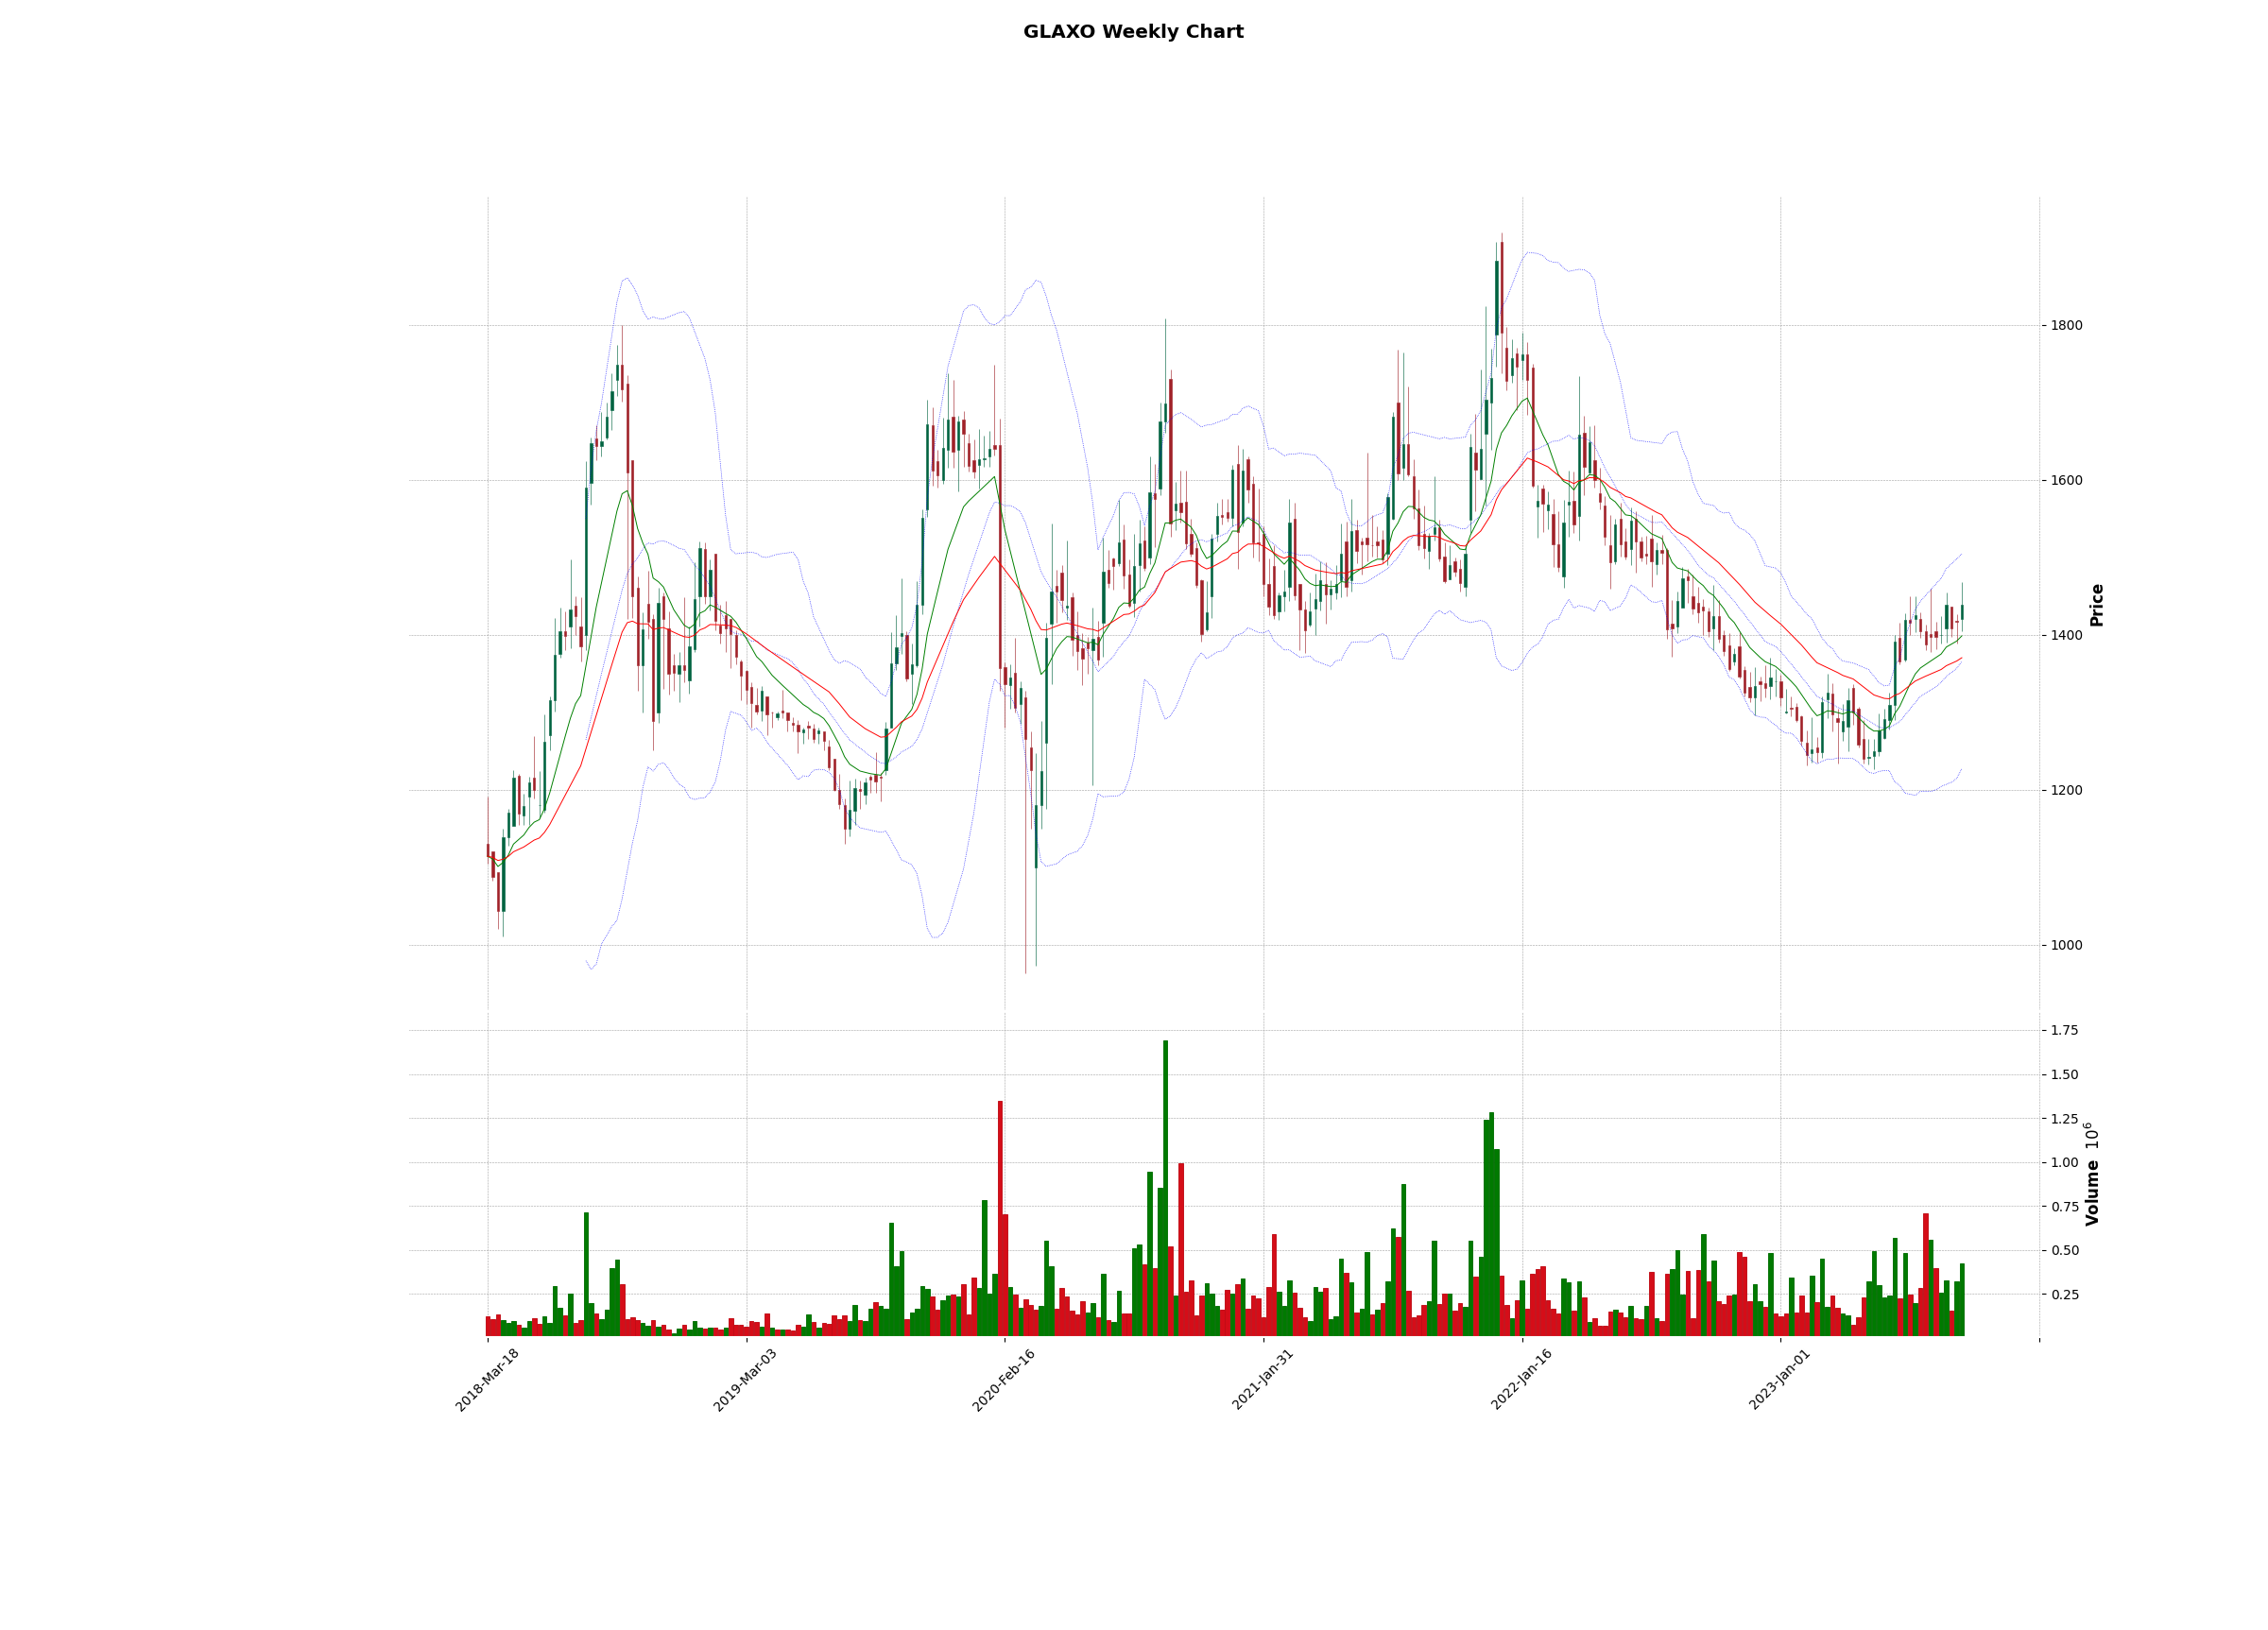 GLAXO Weekly Chart
1800
1600
1400
1200
1000
Price
1.75
1.50
1.25
1.00
0.75
0.50
0.25
Volume 10⁶
2018-Mar-18
2019-Mar-03
2020-Feb-16
2021-Jan-31
2022-Jan-16
2023-Jan-01